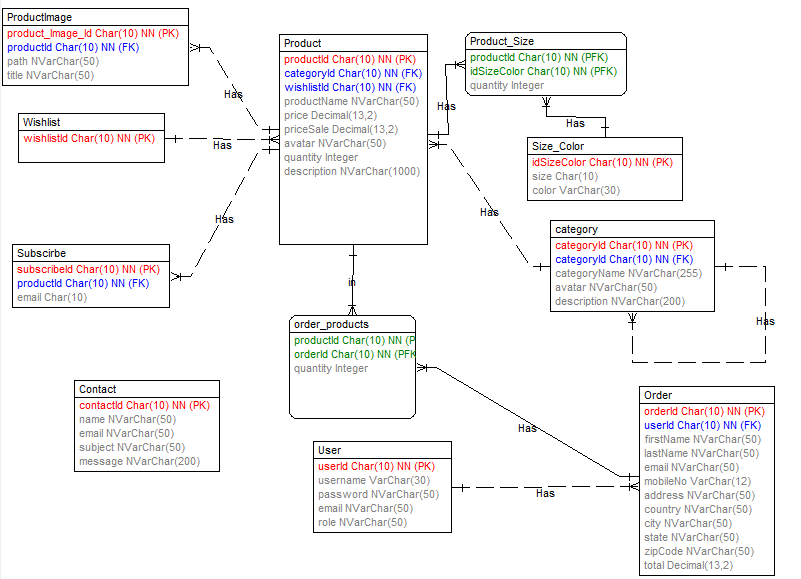 ProductImage
product_Image_Id Char(10) NN (PK)
productId Char(10) NN (FK)
path NVarChar(50)
title NVarChar(50)
Has
Wishlist
wishlistId Char(10) NN (PK)
Has
Subscirbe
subscribeId Char(10) NN (PK)
productId Char(10) NN (FK)
email Char(10)
Has
Product
productId Char(10) NN (PK)
categoryId Char(10) NN (FK)
wishlistId Char(10) NN (FK)
productName NVarChar(50)
price Decimal(13,2)
priceSale Decimal(13,2)
avatar NVarChar(50)
quantity Integer
description NVarChar(1000)
Has
Product_Size
productId Char(10) NN (PFK)
idSizeColor Char(10) NN (PFK)
quantity Integer
Has
Size_Color
idSizeColor Char(10) NN (PK)
size Char(10)
color VarChar(30)
Has
category
categoryId Char(10) NN (PK)
categoryId Char(10) NN (FK)
categoryName NVarChar(255)
avatar NVarChar(50)
description NVarChar(200)
Has
in
order_products
productId Char(10) NN (P
orderId Char(10) NN (PFK
quantity Integer
Has
Contact
contactId Char(10) NN (PK)
name NVarChar(50)
email NVarChar(50)
subject NVarChar(50)
message NVarChar(200)
User
userId Char(10) NN (PK)
username VarChar(30)
password NVarChar(50)
email NVarChar(50)
role NVarChar(50)
Has
Order
orderId Char(10) NN (PK)
userId Char(10) NN (FK)
firstName NVarChar(50)
lastName NVarChar(50)
email NVarChar(50)
mobileNo VarChar(12)
address NVarChar(50)
country NVarChar(50)
city NVarChar(50)
state NVarChar(50)
zipCode NVarChar(50)
total Decimal(13,2)